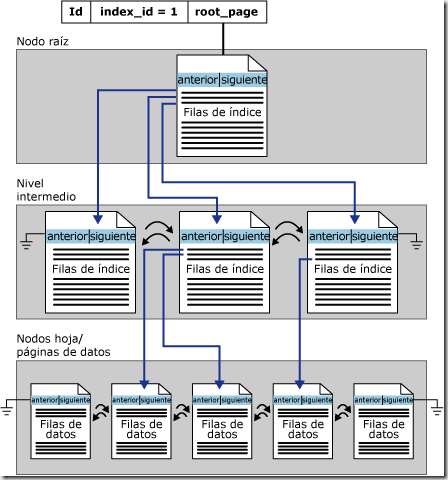 Id index_id = 1 root_page
Nodo raíz
anterior siguiente
Filas de índice
Nivel
intermedio
anterior siguiente
Filas de índice
anterior siguiente
Filas de índice
anterior siguiente
Filas de índice
Nodos hoja/
páginas de datos
anterior siguiente
Filas de
datos
anterior siguiente
Filas de
datos
anterior siguiente
Filas de
datos
anterior siguiente
Filas de
datos
anterior siguiente
Filas de
datos